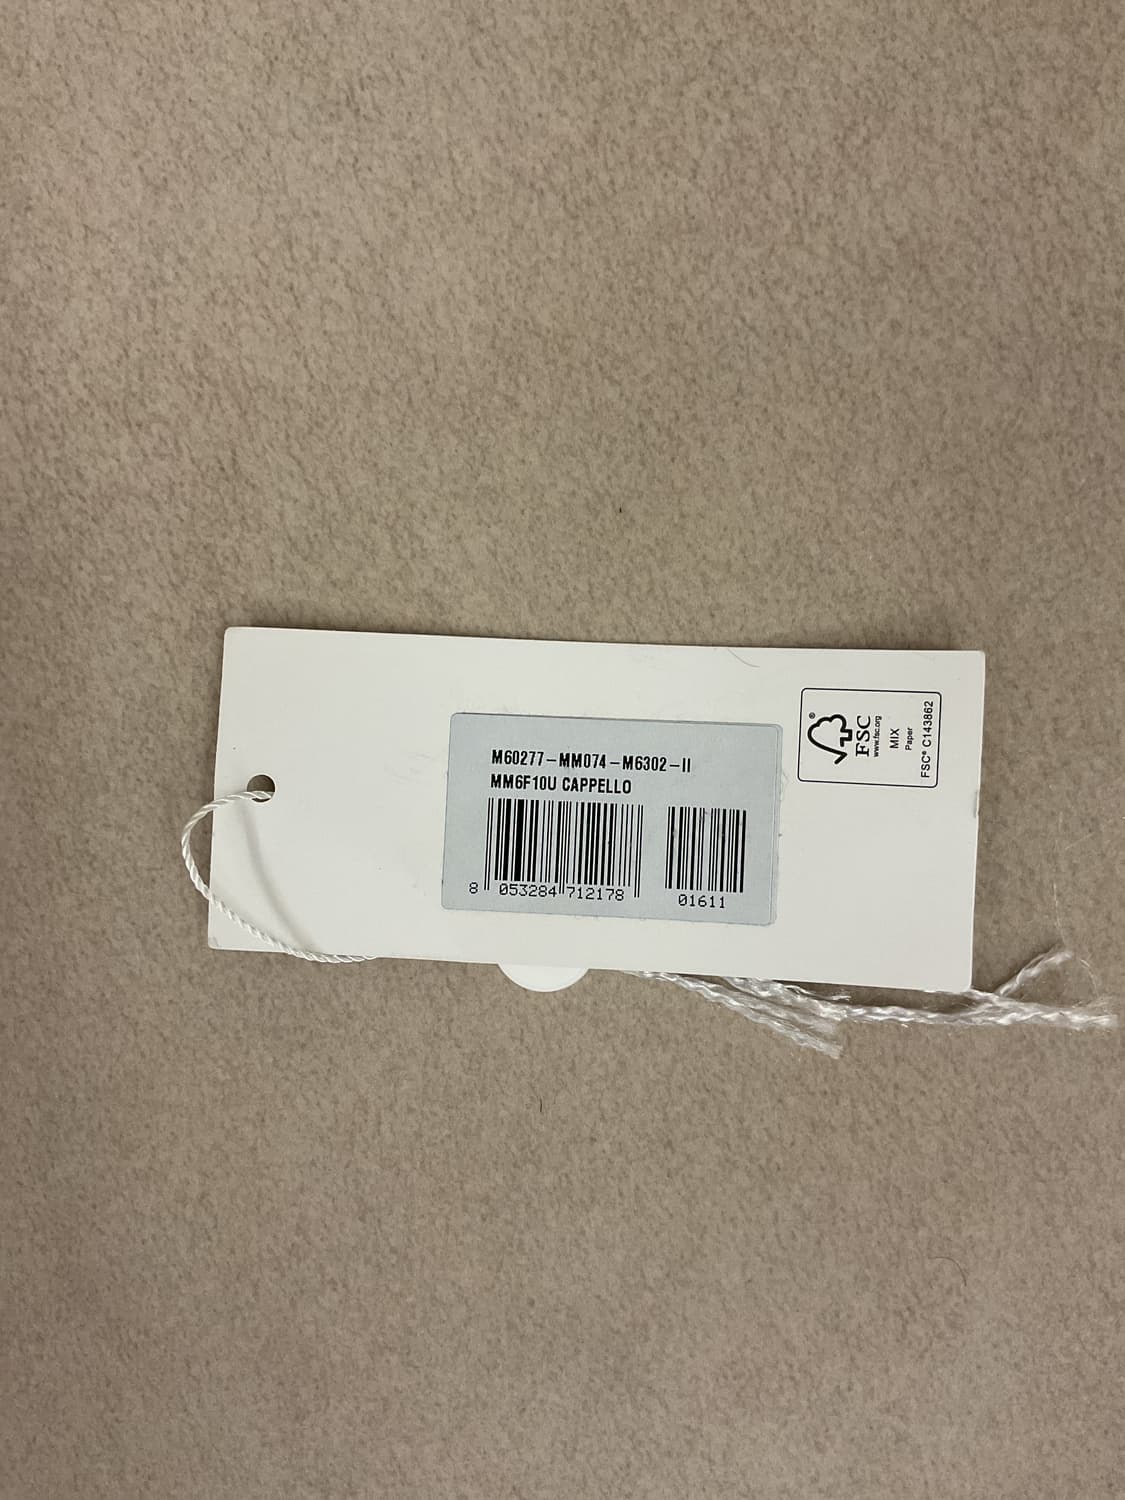 M60277-MM074-M6302-II
MM6F10U CAPPELLO
8 053284 712178
01611
®
FSC
www.fsc.org
MIX
Paper
FSC® C143862